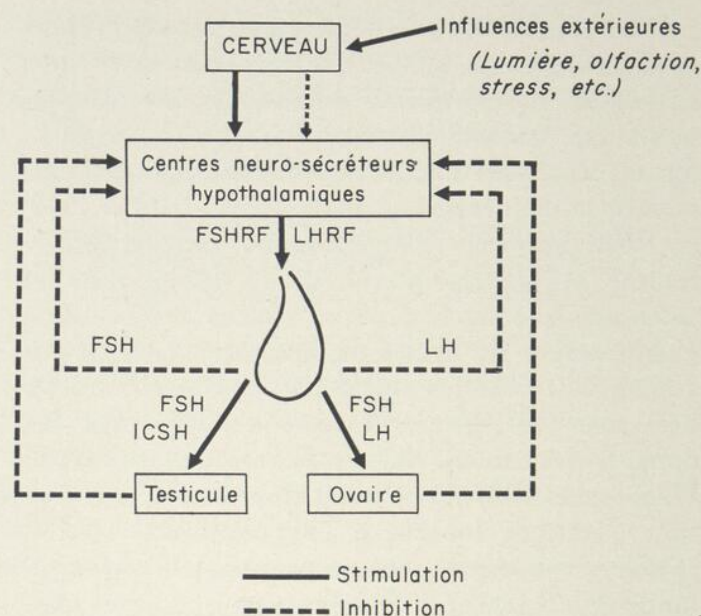 Influences extérieures
CERVEAU
(Lumière, olfaction,
stress, etc.)
Centres neuro-sécréteurs
hypothalamiques
FSHRF LHRF
FSH
LH
FSH
ICSH
FSH
LH
Testicule
Ovaire
Stimulation
Inhibition